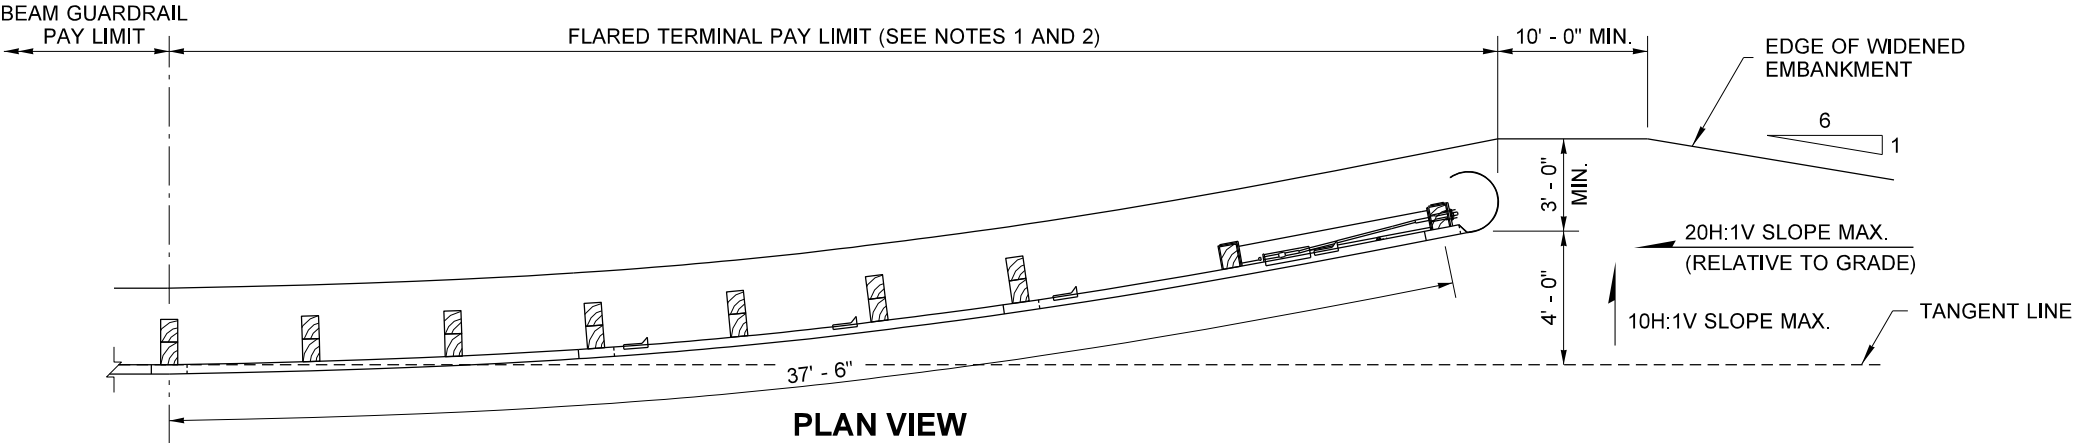 BEAM GUARDRAIL
PAY LIMIT
FLARED TERMINAL PAY LIMIT (SEE NOTES 1 AND 2)
10' - 0" MIN.
EDGE OF WIDENED
EMBANKMENT
6
1
3' - 0"
MIN.
20H:1V SLOPE MAX.
(RELATIVE TO GRADE)
4' - 0"
10H:1V SLOPE MAX.
TANGENT LINE
37' - 6"
PLAN VIEW